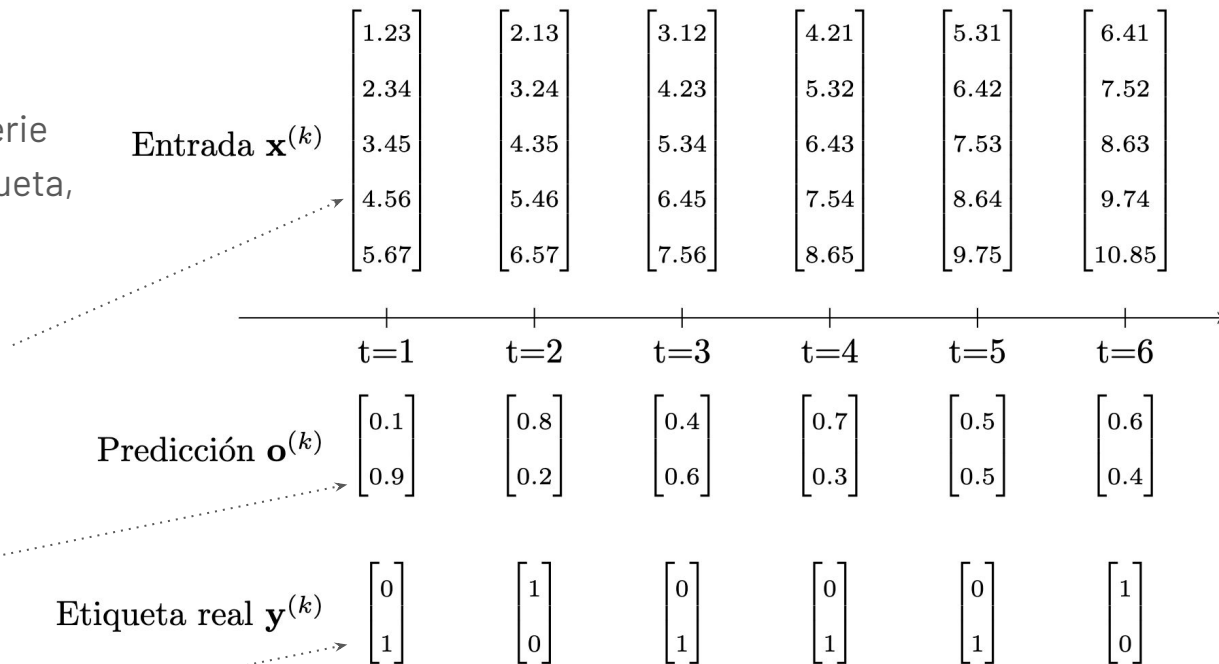 erie
ueta,
1.23 2.13 3.12 4.21 5.31 6.41
2.34 3.24 4.23 5.32 6.42 7.52
Entrada x^(k) 3.45 4.35 5.34 6.43 7.53 8.63
4.56 5.46 6.45 7.54 8.64 9.74
5.67 6.57 7.56 8.65 9.75 10.85
t=1 t=2 t=3 t=4 t=5 t=6
0.1 0.8 0.4 0.7 0.5 0.6
Predicción o^(k)
0.9 0.2 0.6 0.3 0.5 0.4
0 1 0 0 0 1
Etiqueta real y^(k)
1 0 1 1 1 0